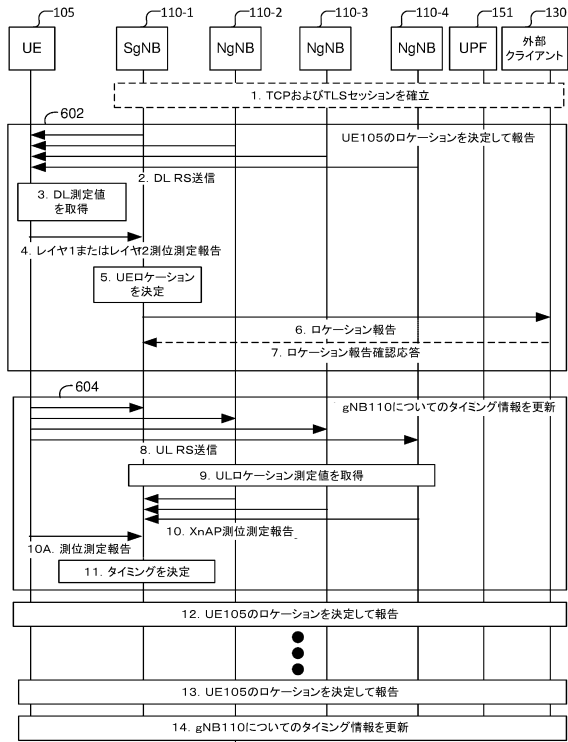 105
110-1
110-2
110-3
110-4
151
130
UE
SgNB
NgNB
NgNB
NgNB
UPF
外部
クライアント
1. TCPおよびTLSセッションを確立
602
UE105のロケーションを決定して報告
2. DL RS送信
3. DL測定値
を取得
4. レイヤ1またはレイヤ2測位測定報告
5. UEロケーション
を決定
6. ロケーション報告
7. ロケーション報告確認応答
604
gNB110についてのタイミング情報を更新
8. UL RS送信
9. ULロケーション測定値を取得
10. XnAP測位測定報告
10A. 測位測定報告
11. タイミングを決定
12. UE105のロケーションを決定して報告
13. UE105のロケーションを決定して報告
14. gNB110についてのタイミング情報を更新